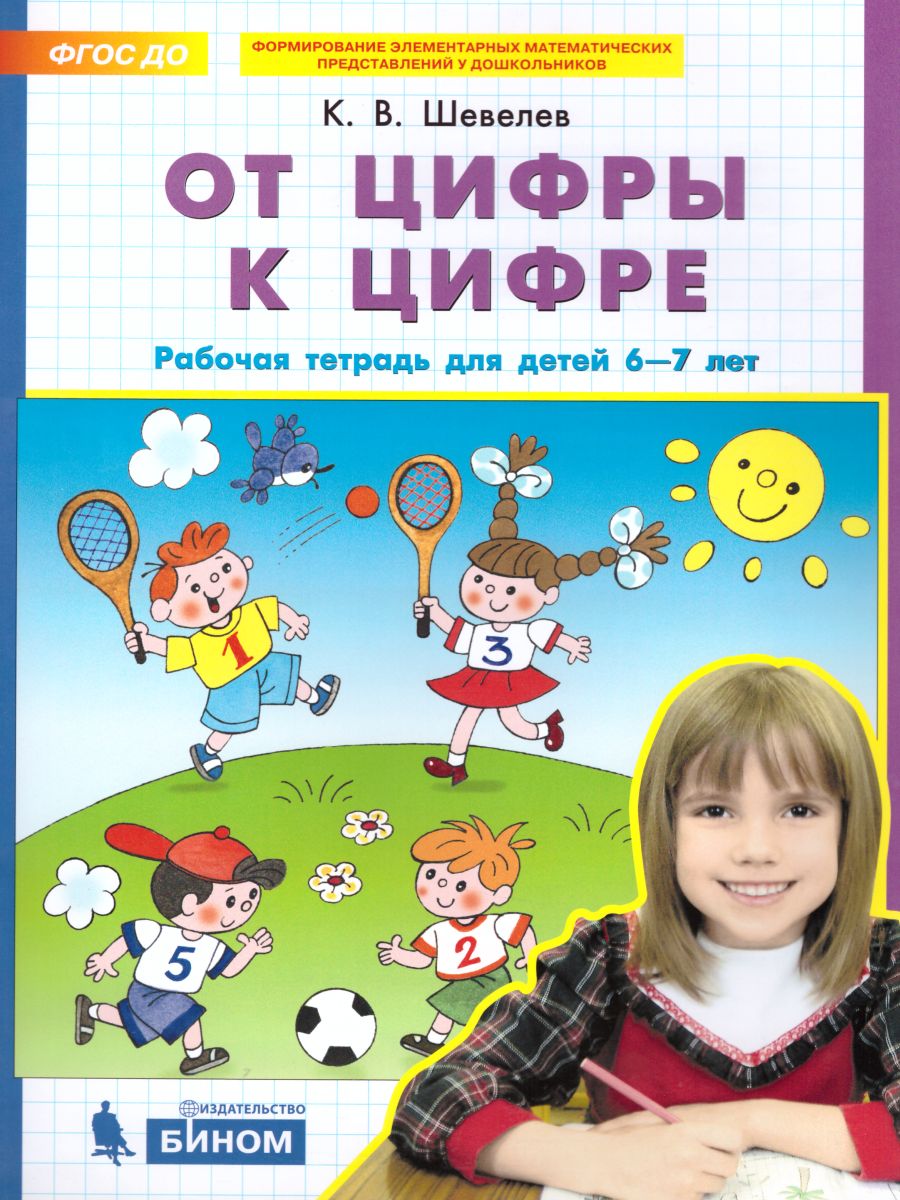 ФГОС ДО
ФОРМИРОВАНИЕ ЭЛЕМЕНТАРНЫХ МАТЕМАТИЧЕСКИХ
ПРЕДСТАВЛЕНИЙ У ДОШКОЛЬНИКОВ
К. В. Шевелев
ОТ ЦИФРЫ
К ЦИФРЕ
Рабочая тетрадь для детей 6—7 лет
1
3
5
2
ИЗДАТЕЛЬСТВО
БИНОМ